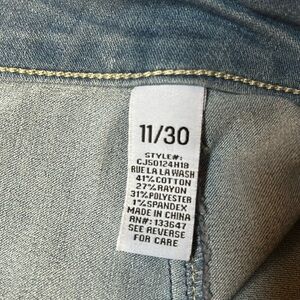 11/30
STYLE#:
CJ50124H18
RUE LA LA WASH
41%COTTON
27%RAYON
31%POLYESTER
1%SPANDEX
MADE IN CHINA
RN#: 133647
SEE REVERSE
FOR CARE